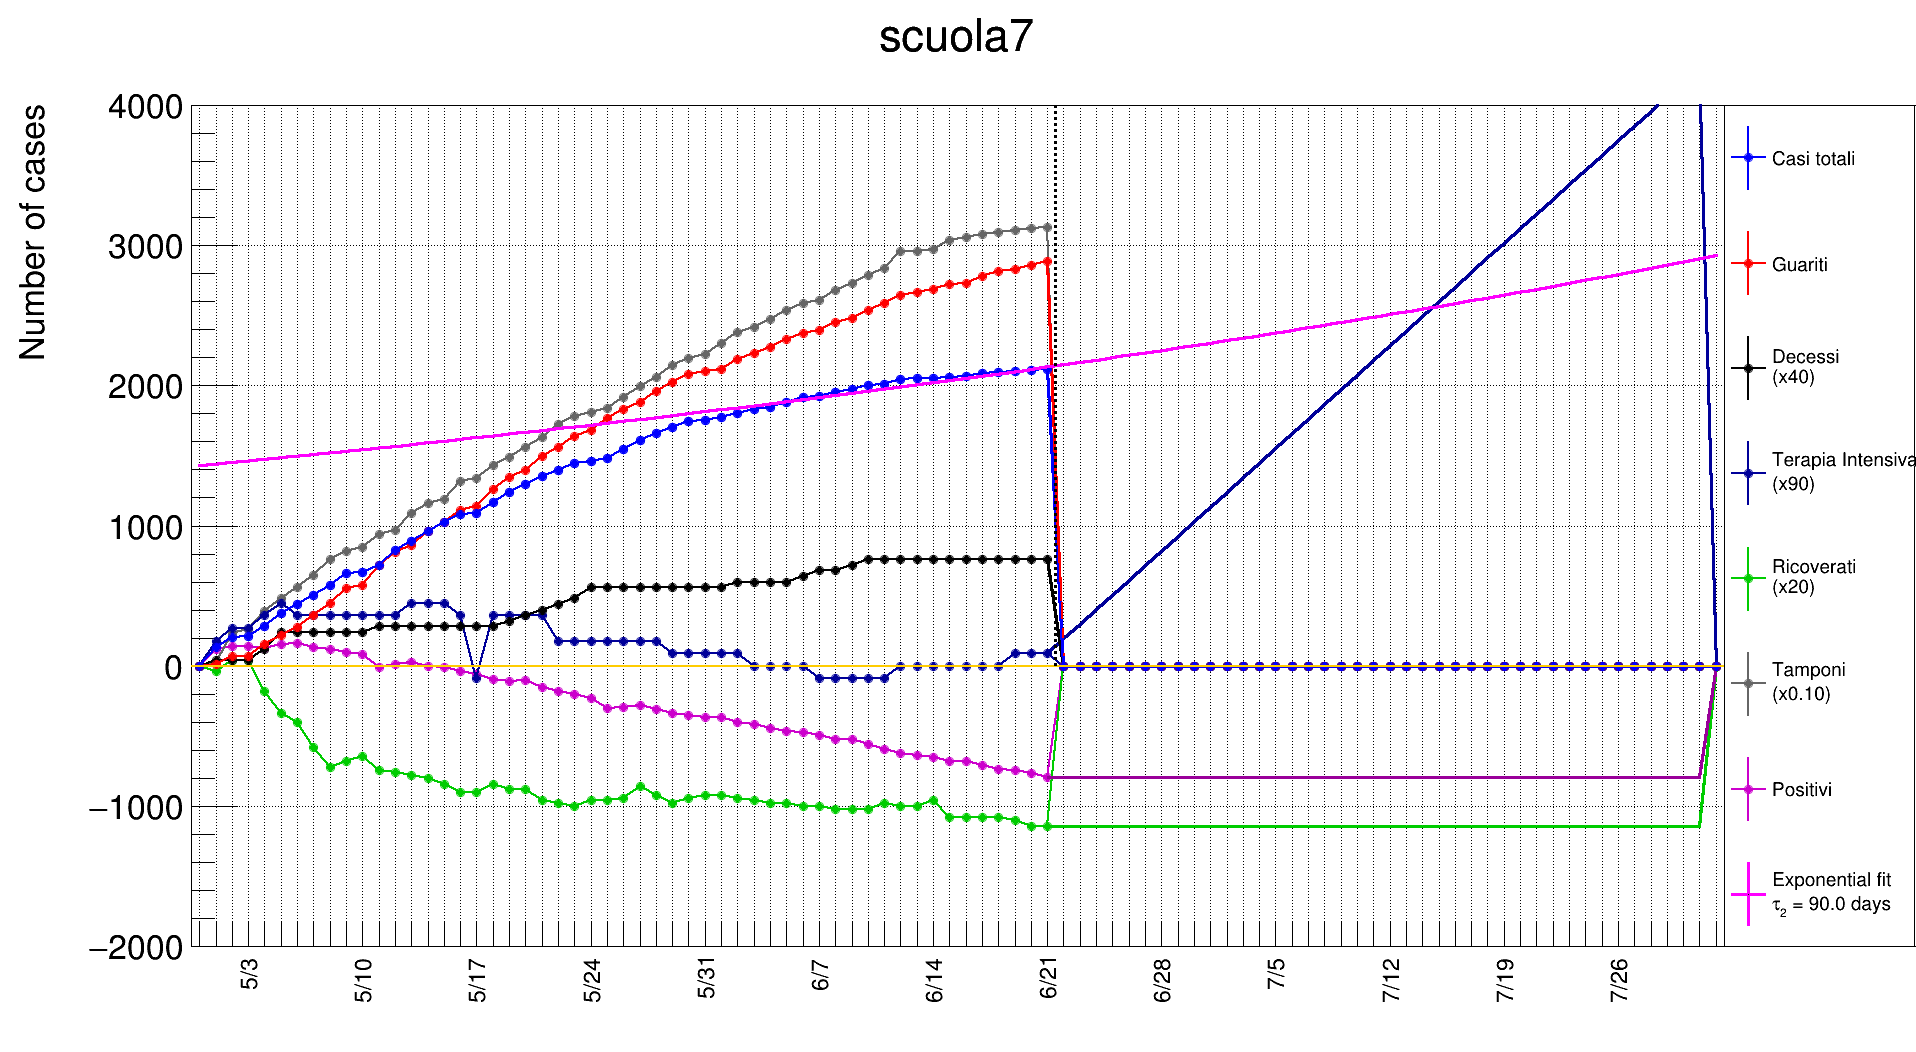 scuola7
Number of cases
4000
3000
2000
1000
0
−1000
−2000
5/3
5/10
5/17
5/24
5/31
6/7
6/14
6/21
6/28
7/5
7/12
7/19
7/26
Casi totali
Guariti
Decessi
(x40)
Terapia Intensiva
(x90)
Ricoverati
(x20)
Tamponi
(x0.10)
Positivi
Exponential fit
τ2 = 90.0 days